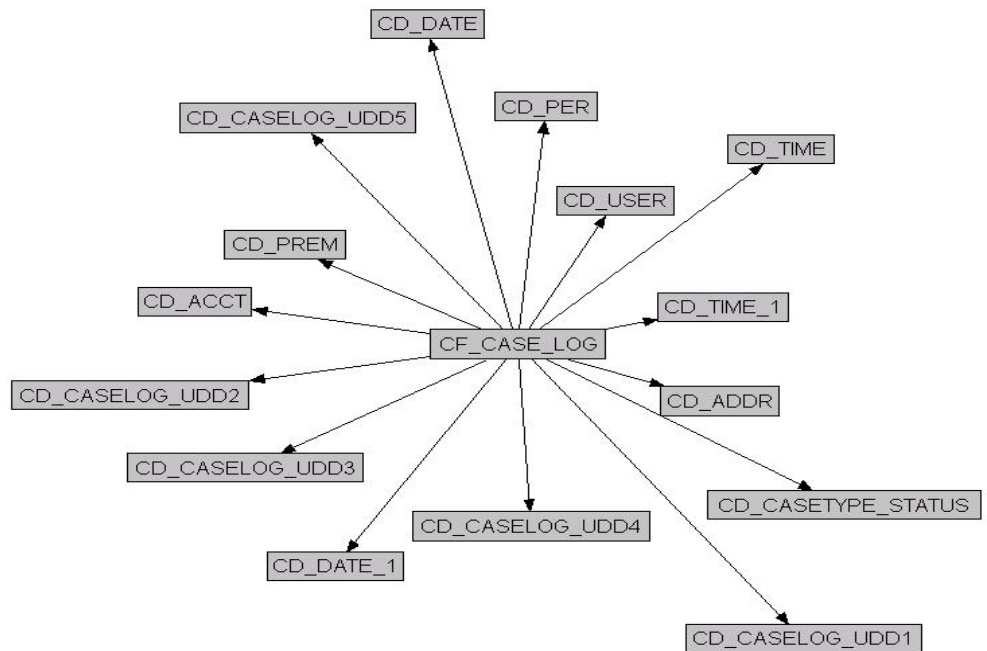 CD_DATE
CD_PER
CD_CASELOG_UDD5
CD_TIME
CD_USER
CD_PREM
CD_ACCT
CD_TIME_1
CF_CASE_LOG
CD_CASELOG_UDD2
CD_ADDR
CD_CASELOG_UDD3
CD_CASETYPE_STATUS
CD_CASELOG_UDD4
CD_DATE_1
CD_CASELOG_UDD1